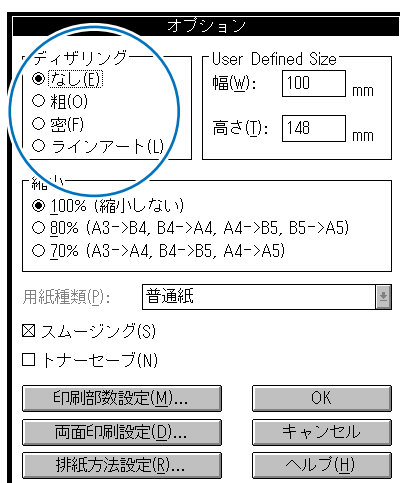 オプション
ディザリング
なし(E)
粗(O)
密(F)
ラインアート(L)
User Defined Size
幅(W): 100 mm
高さ(T): 148 mm
縮小
100% (縮小しない)
80% (A3->B4, B4->A4, A4->B5, B5->A5)
70% (A3->A4, B4->B5, A4->A5)
用紙種類(P): 普通紙
スムージング(S)
トナーセーブ(N)
印刷部数設定(M)... OK
両面印刷設定(D)... キャンセル
排紙方法設定(R)... ヘルプ(H)